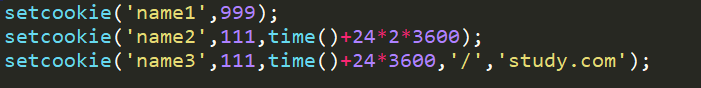 setcookie('name1',999);
setcookie('name2',111,time()+24*2*3600);
setcookie('name3',111,time()+24*3600,'/','study.com');